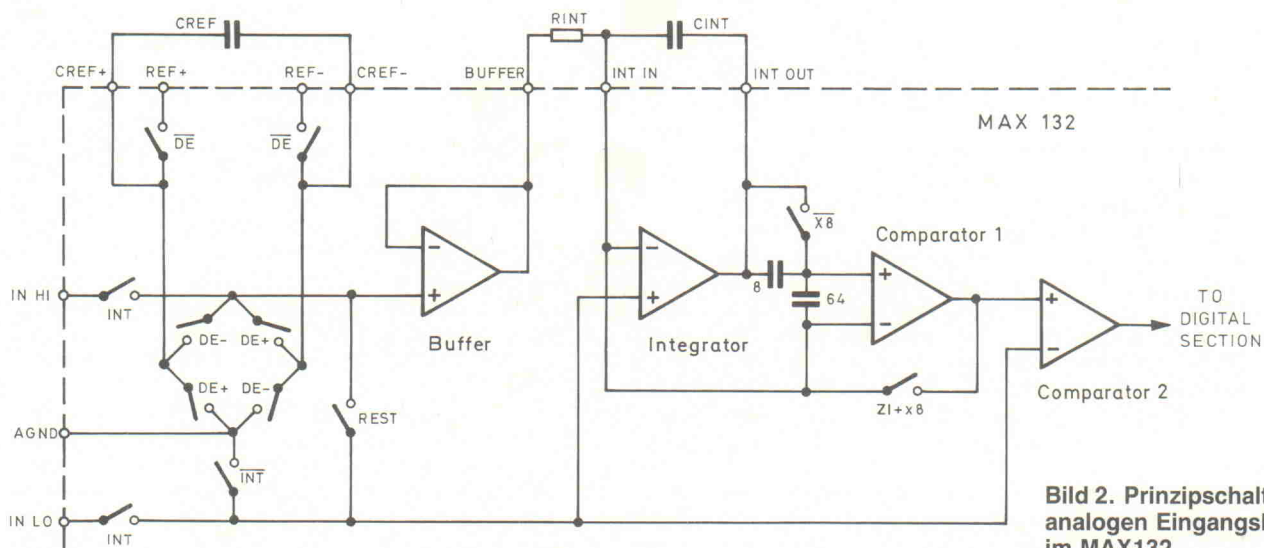 CREF
RINT
CINT
CREF+
REF+
REF-
CREF-
BUFFER
INT IN
INT OUT
MAX 132
DE
DE
X8
Comparator 1
8
64
IN HI
INT
DE-
DE+
Buffer
Integrator
TO
DIGITAL
SECTION
Comparator 2
DE+
DE-
REST
ZI+x8
AGND
INT
IN LO
INT
Bild 2. Prinzipschalt
analogen Eingangs
im MAX132